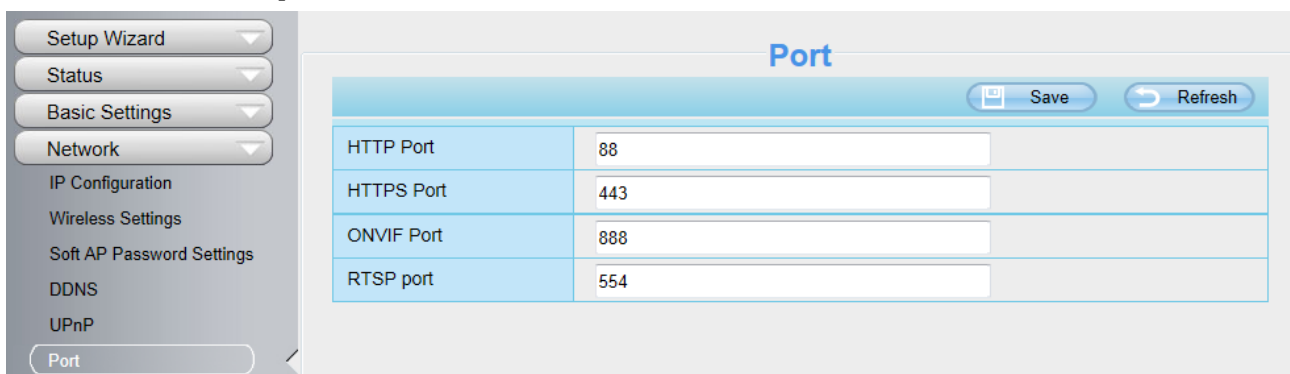 Setup Wizard
Status
Basic Settings
Network
IP Configuration
Wireless Settings
Soft AP Password Settings
DDNS
UPnP
Port
Port
Save Refresh
HTTP Port 88
HTTPS Port 443
ONVIF Port 888
RTSP port 554